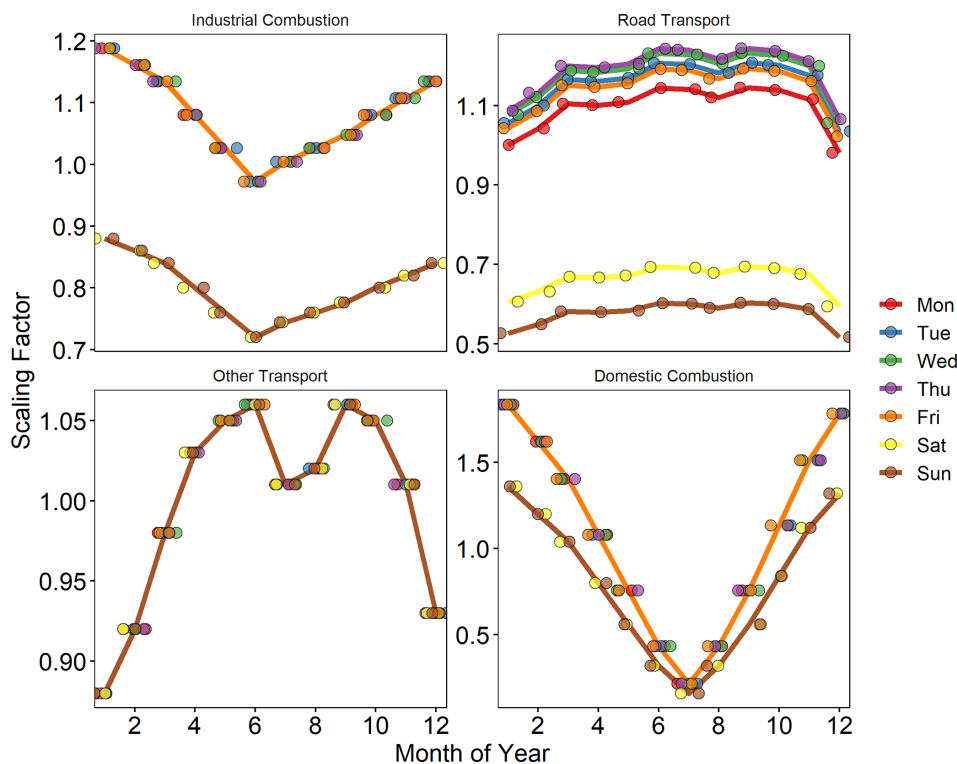 Industrial Combustion
Road Transport
1.2
1.1
1.0
0.9
0.8
0.7
1.1
0.9
0.7
0.5
Scaling Factor
Mon
Tue
Wed
Thu
Fri
Sat
Sun
Other Transport
Domestic Combustion
1.05
1.00
0.95
0.90
1.5
1.0
0.5
2 4 6 8 10 12
2 4 6 8 10 12
Month of Year